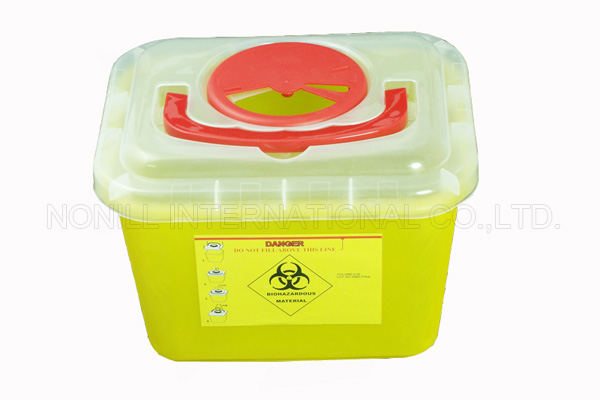 NONILL INTERNATIONAL CO.,LTD.
DANGER
DO NOT FILL ABOVE THIS LINE
BIOHAZARDOUS
MATERIAL